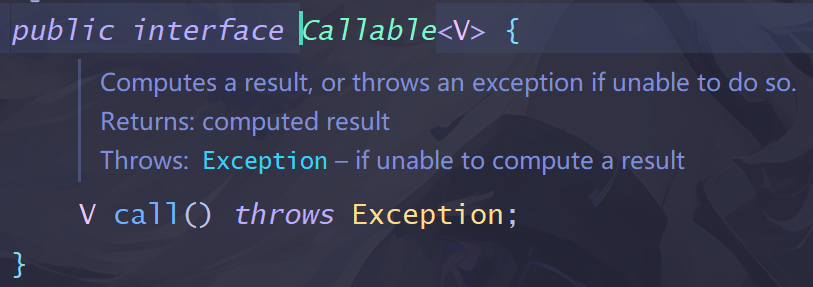 public interface Callable<V> {
Computes a result, or throws an exception if unable to do so.
Returns: computed result
Throws: Exception – if unable to compute a result
V call() throws Exception;
}